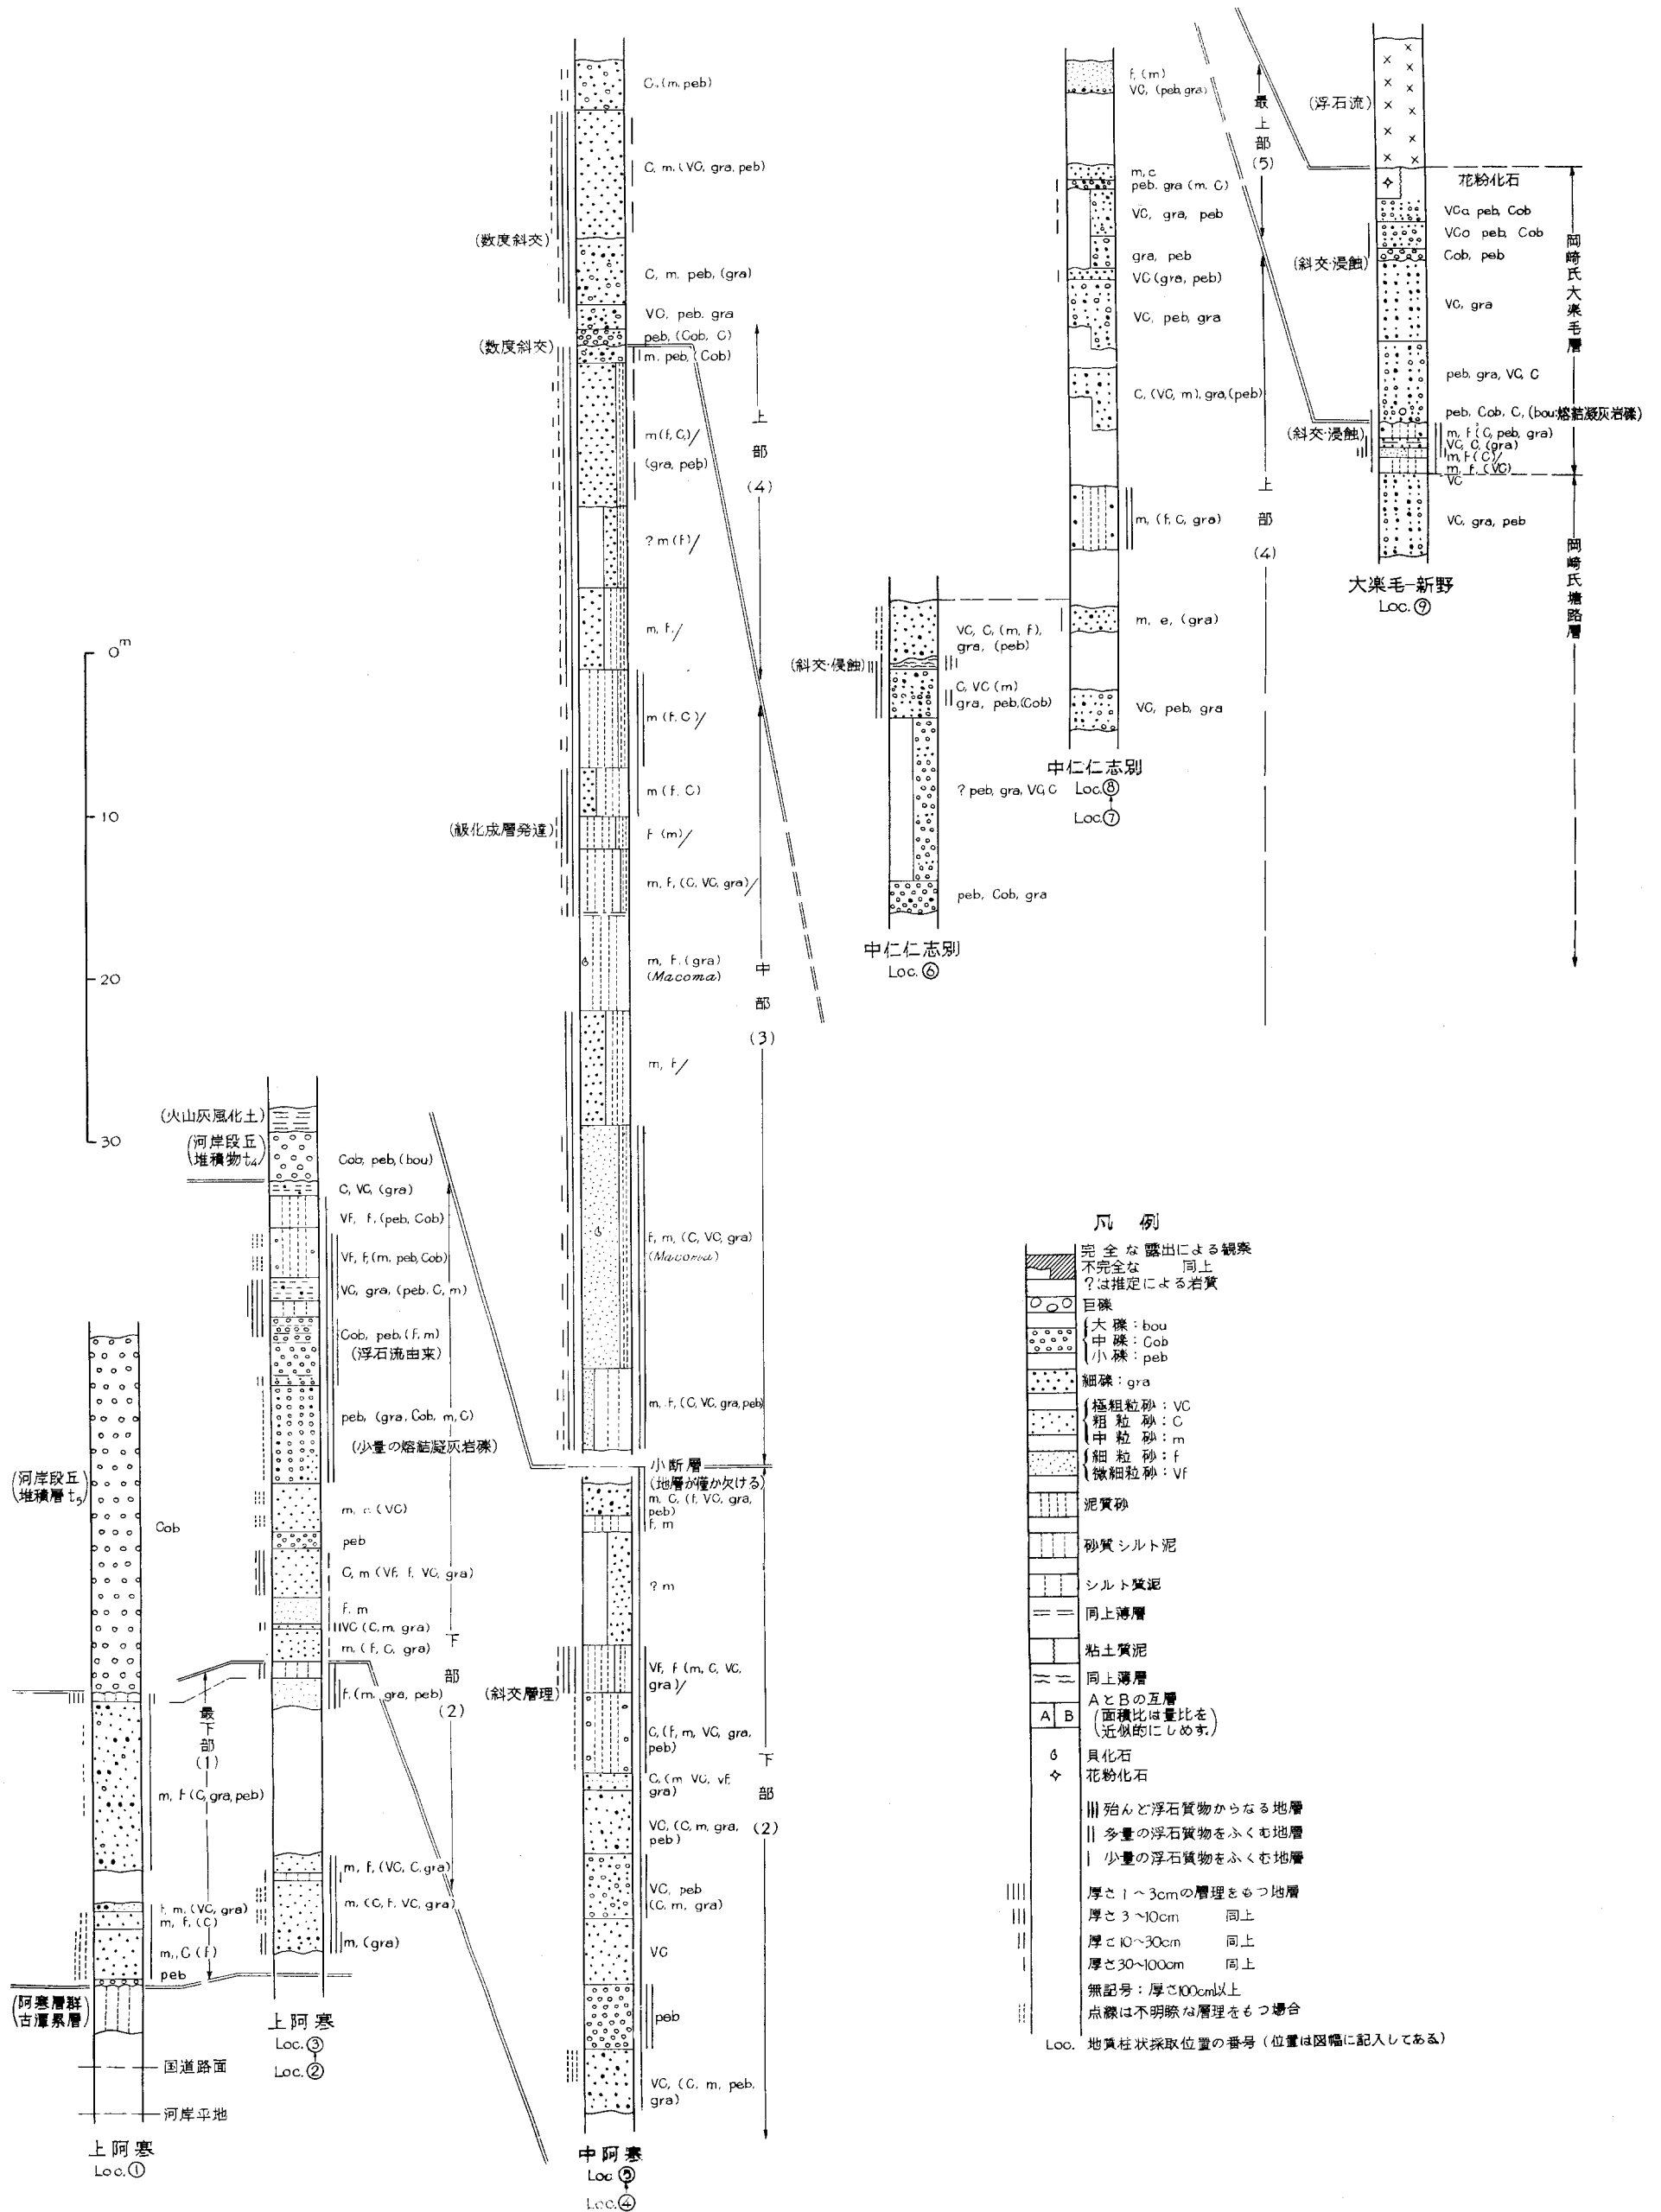 C, (m, peb)
C, m, (VC, gra, peb)
(数度斜交)
C, m, peb, (gra)
VC, peb, gra
peb, (Cob, C)
(数度斜交)
m, peb, (Cob)
m (f, C)/
(gra, peb)
? m (f)/
m, f/
m (f, C)/
m (f, C)
(級化成層発達)
f (m)/
m, f, (C, VC, gra)/
m, f, (gra)
(Macoma)
m, f/
f, m, (C, VC, gra)
(Macoma)
m, f, (C, VC, gra, peb)
小断層
(地層が僅か欠ける)
m, C, (f, VC, gra,
peb)
f, m
? m
(斜交層理)
Vf, f (m, C, VC,
gra)/
C, (f, m, VC, gra,
peb)
C, (m, VC, vf,
gra)
VC, (C, m, gra,
peb)
VC, peb
(C, m, gra)
VC
peb
VC, (C, m, peb,
gra)
中阿寒
Loc ⑤
Loc. ④
上部
(4)
中部
(3)
下部
(2)
0m
10
20
30
(火山灰風化土)
(河岸段丘
堆積物t4)
Cob, peb, (bou)
C, VC, (gra)
Vf, f, (peb, Cob)
Vf, f, (m, peb, Cob)
VC, gra, (peb, C, m)
Cob, peb, (f, m)
(浮石流由来)
peb, (gra, Cob, m, C)
(少量の熔結凝灰岩礫)
m, c (VC)
peb
C, m (Vf, f, VC, gra)
f, m
VC (C, m, gra)
m, (f, C, gra)
f, (m, gra, peb)
m, f, (VC, C, gra)
m, (C, f, VC, gra)
m, (gra)
上阿寒
Loc. ③
Loc. ②
下部
(2)
(河岸段丘
堆積層t5)
Cob
最下部
(1)
m, f (C, gra, peb)
f, m, (VC, gra)
m, f, (C)
m, C (f)
peb
(阿寒層群
古潭累層)
国道路面
河岸平地
上阿寒
Loc. ①
VC, C, (m, f),
gra, (peb)
(斜交·侵蝕)
C, VC (m)
gra, peb, (Cob)
? peb, gra, VC, C
peb, Cob, gra
中仁仁志別
Loc. ⑥
f, (m)
VC, (peb, gra)
m, c
peb, gra (m, C)
VC, gra, peb
gra, peb
VC (gra, peb)
VC, peb, gra
C, (VC, m), gra, (peb)
m, (f, C, gra)
m, e, (gra)
VC, peb, gra
中仁仁志別
Loc. ⑧
Loc. ⑦
最上部
(5)
上部
(4)
(浮石流)
花粉化石
VCa peb, Cob
VCo peb, Cob
(斜交·浸蝕)
Cob, peb
VC, gra
peb, gra, VC, C
peb, Cob, C, (bou:熔結凝灰岩礫)
(斜交·浸蝕)
m, f (C, peb, gra)
VC, C, (gra)
m, f (C)/
m, f, (VC)
VC
VC, gra, peb
大楽毛–新野
Loc. ⑨
岡崎氏大楽毛層
岡崎氏塘路層
凡例
完全な露出による観察
不完全な 同上
?は推定による岩質
巨礫
大礫：bou
中礫：Cob
小礫：peb
細礫：gra
極粗粒砂：VC
粗粒砂：C
中粒砂：m
細粒砂：f
微細粒砂：Vf
泥質砂
砂質シルト泥
シルト質泥
同上薄層
粘土質泥
同上薄層
A B
AとBの互層
(面積比は量比を
近似的にしめす。)
貝化石
花粉化石
殆んど浮石質物からなる地層
多量の浮石質物をふくむ地層
少量の浮石質物をふくむ地層
厚さ1～3cmの層理をもつ地層
厚さ3～10cm 同上
厚さ10～30cm 同上
厚さ30～100cm 同上
無記号：厚さ100cm以上
点線は不明瞭な層理をもつ場合
Loc. 地質柱状採取位置の番号（位置は図幅に記入してある）